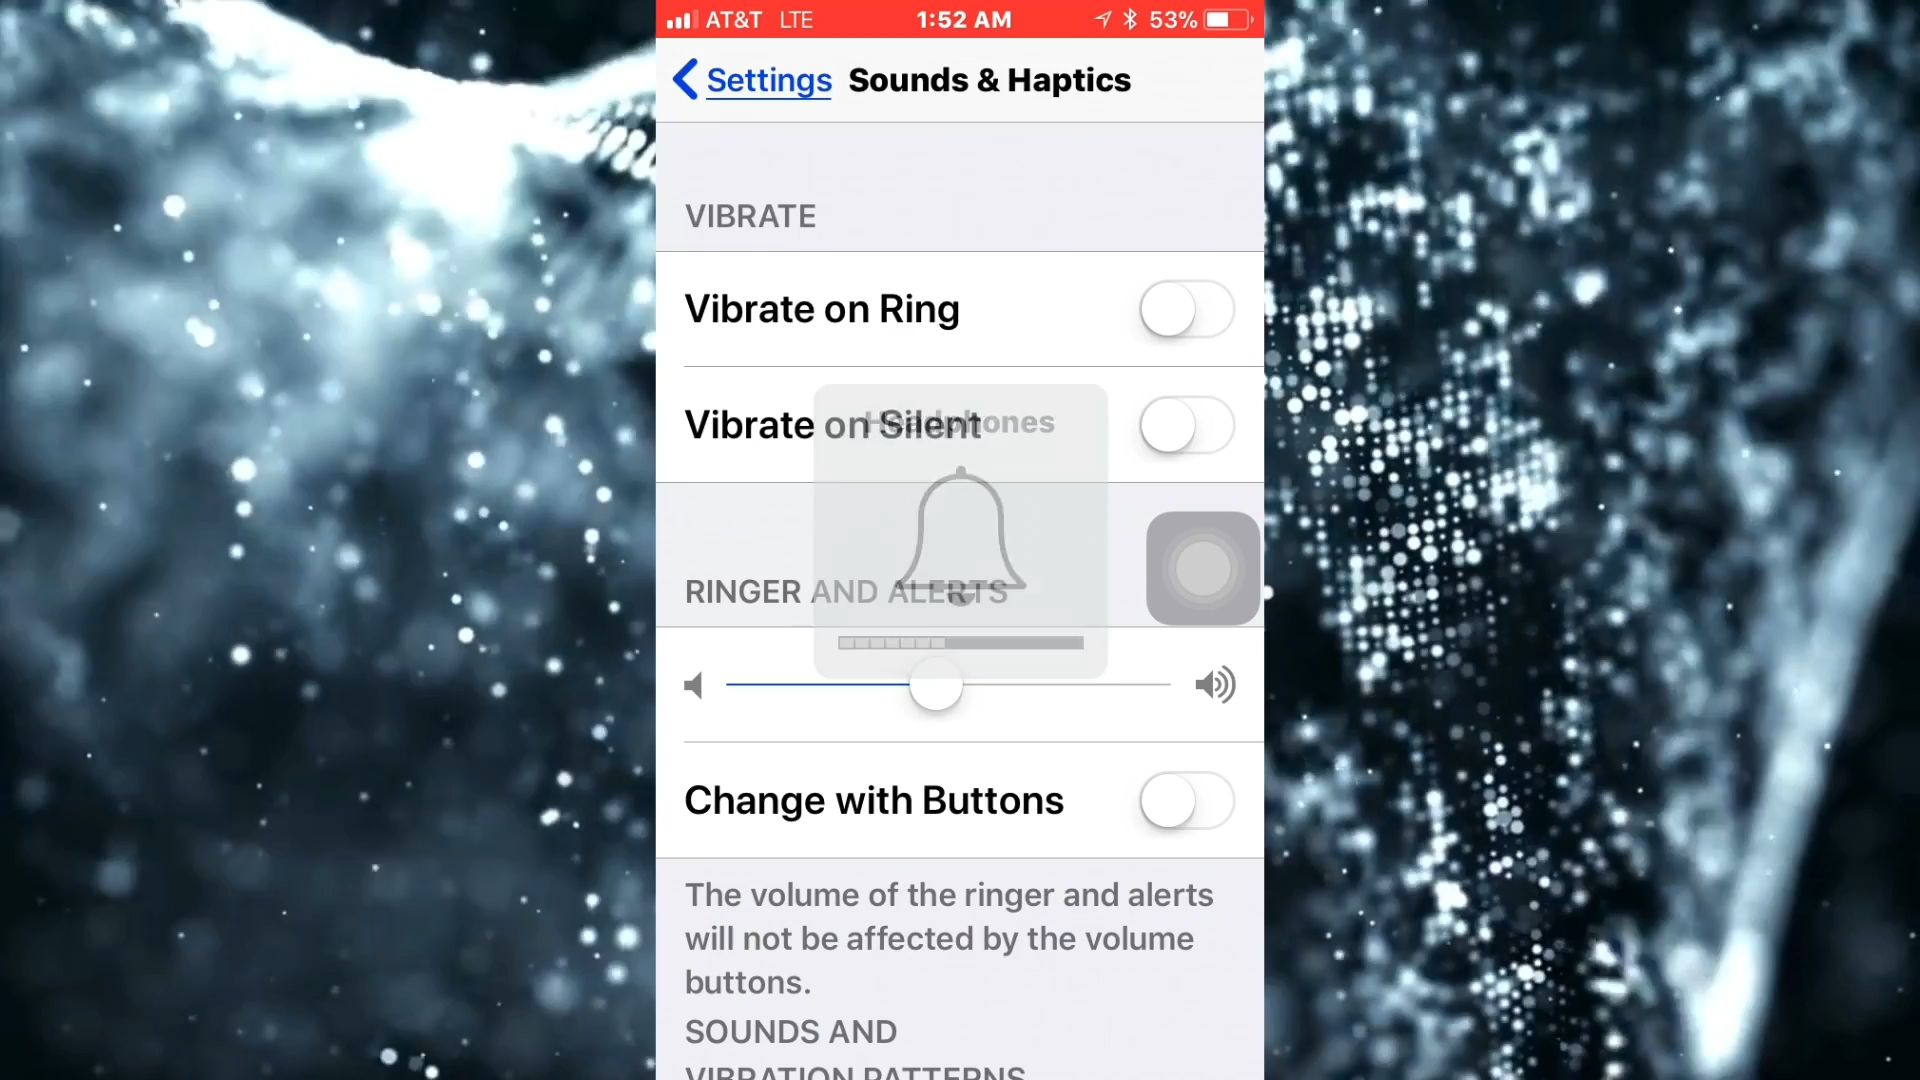 AT&T LTE 1:52 AM 53%
Settings Sounds & Haptics
VIBRATE
Vibrate on Ring
Vibrate on Silent
Headphones
RINGER AND ALERTS
Change with Buttons
The volume of the ringer and alerts
will not be affected by the volume
buttons.
SOUNDS AND
VIBRATION PATTERNS